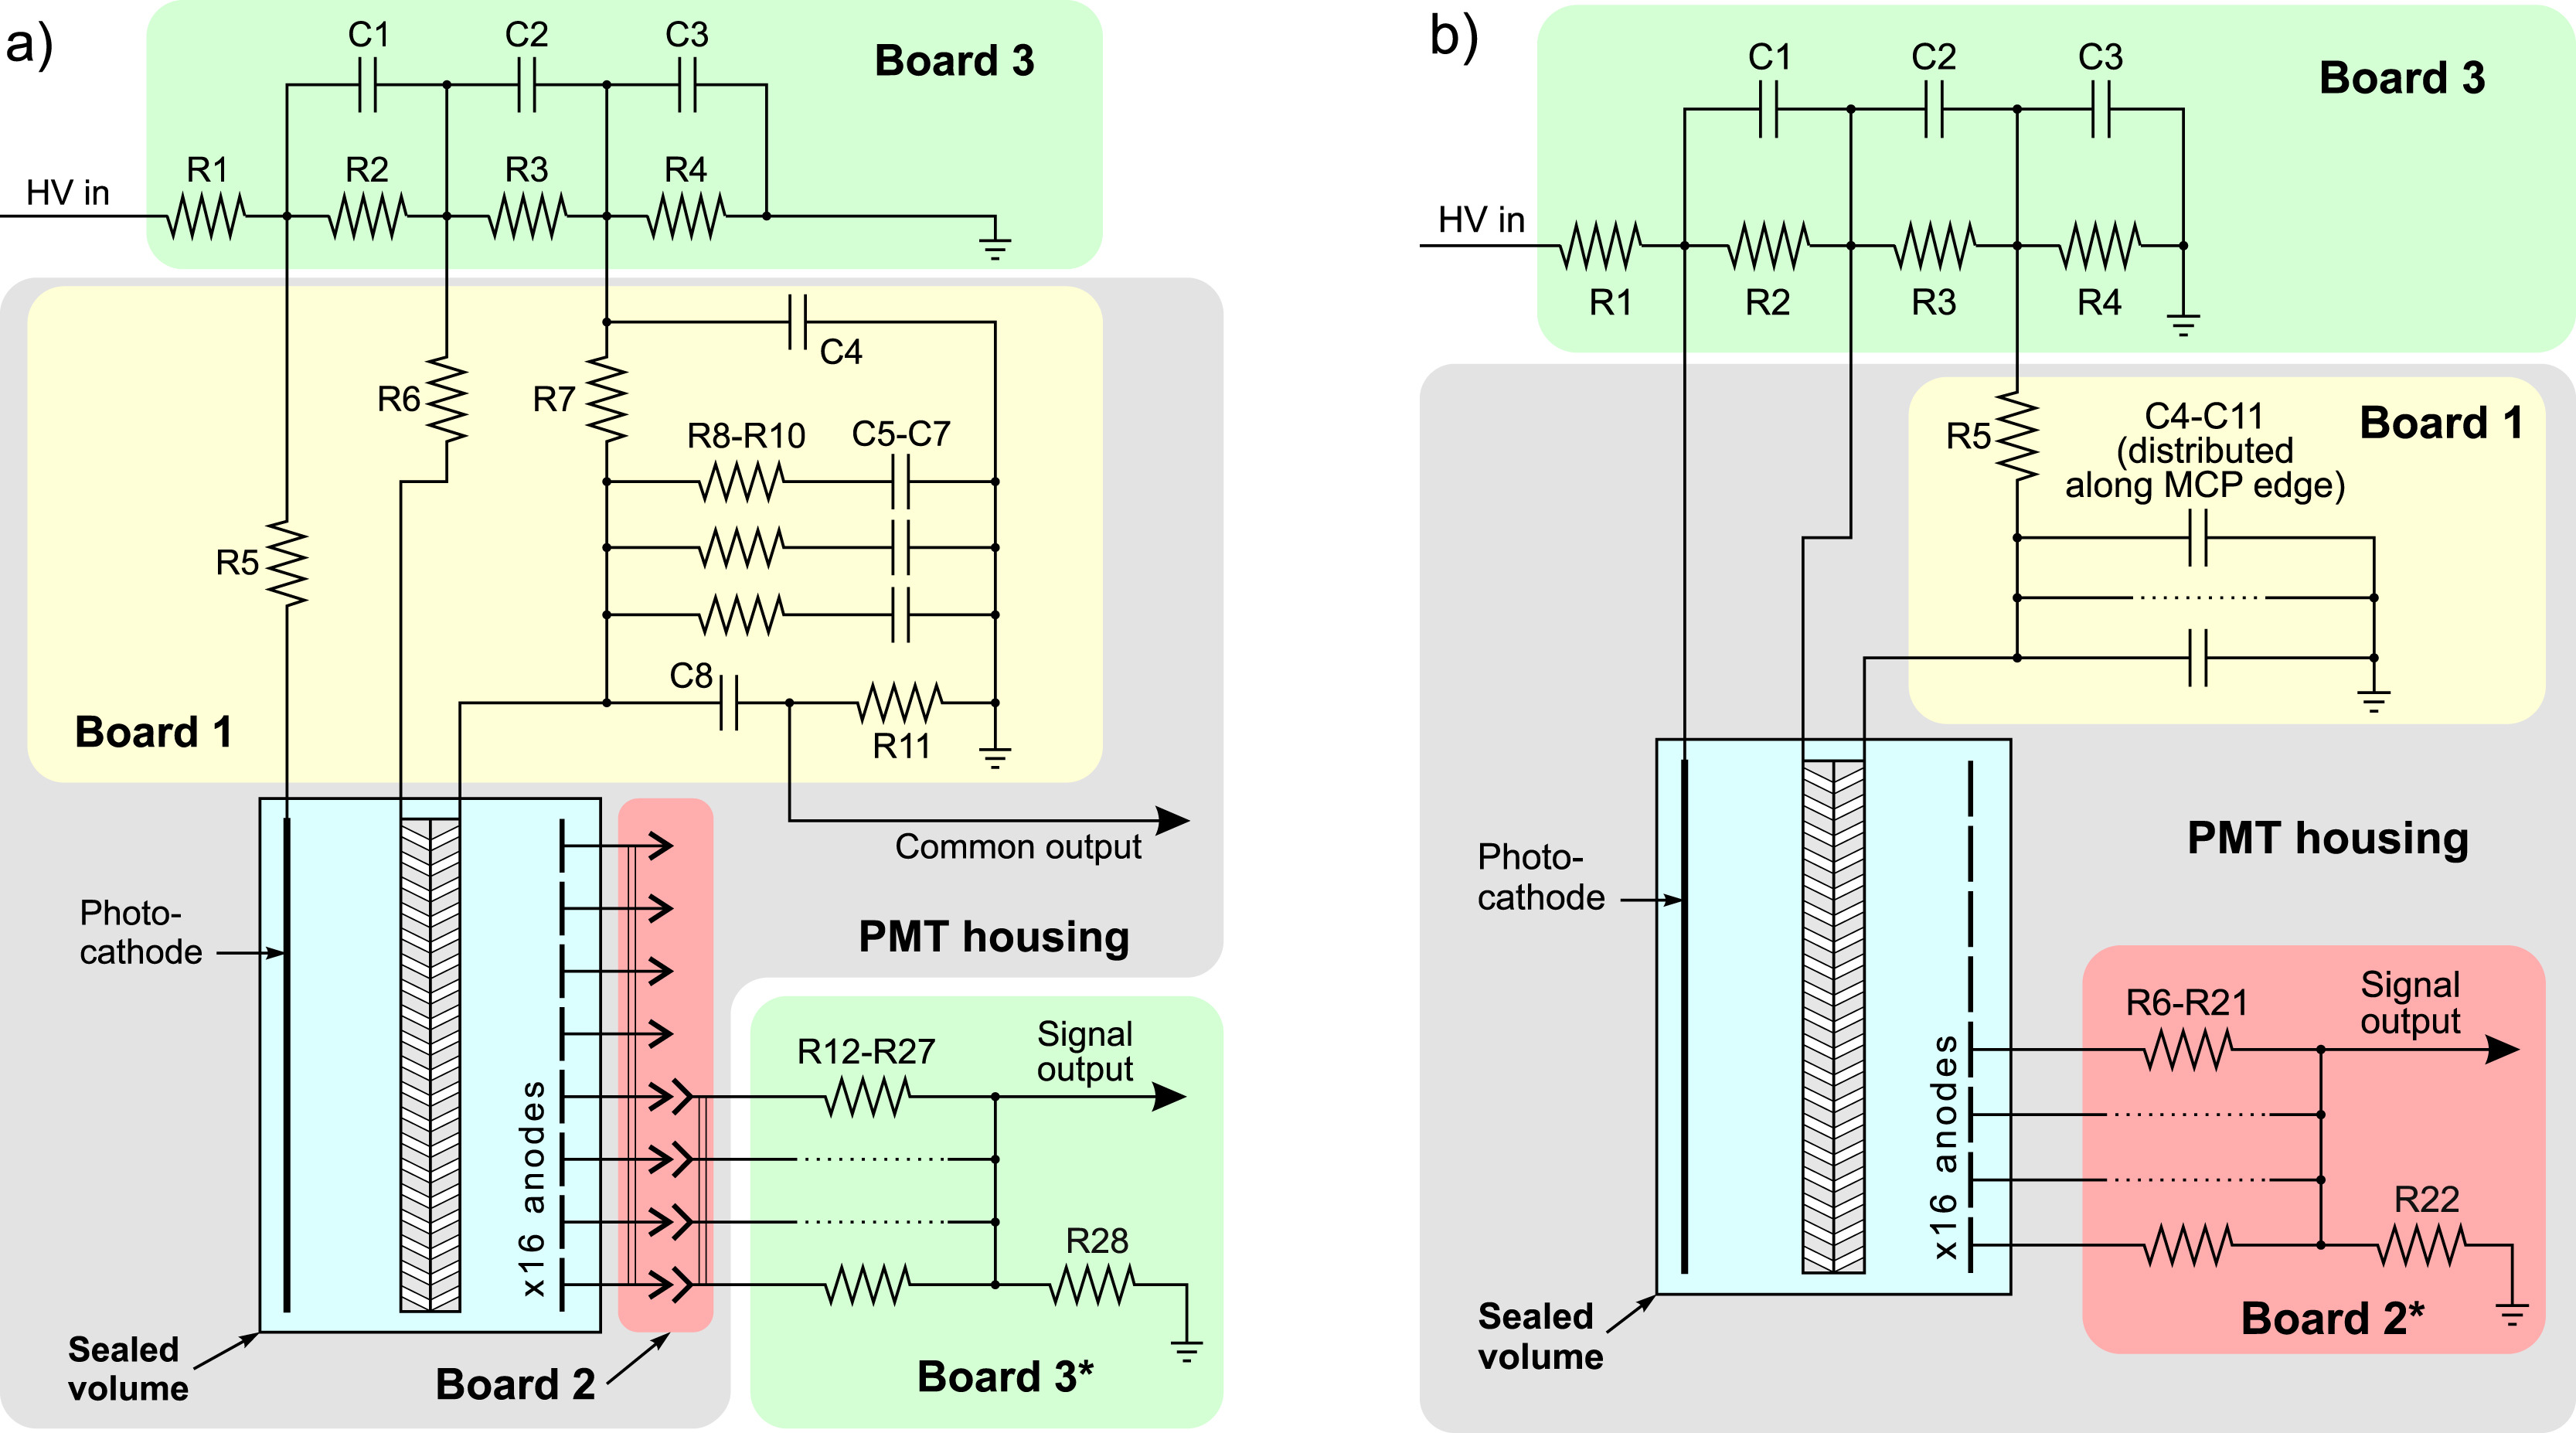 a)
C1
C2
C3
Board 3
HV in
R1
R2
R3
R4
R6
R7
C4
R8-R10
C5-C7
R5
C8
R11
Board 1
Common output
Photo-
cathode
PMT housing
x16 anodes
R12-R27
Signal
output
R28
Sealed
volume
Board 2
Board 3*
b)
C1
C2
C3
Board 3
HV in
R1
R2
R3
R4
R5
C4-C11
(distributed
along MCP edge)
Board 1
Photo-
cathode
PMT housing
x16 anodes
R6-R21
Signal
output
R22
Board 2*
Sealed
volume